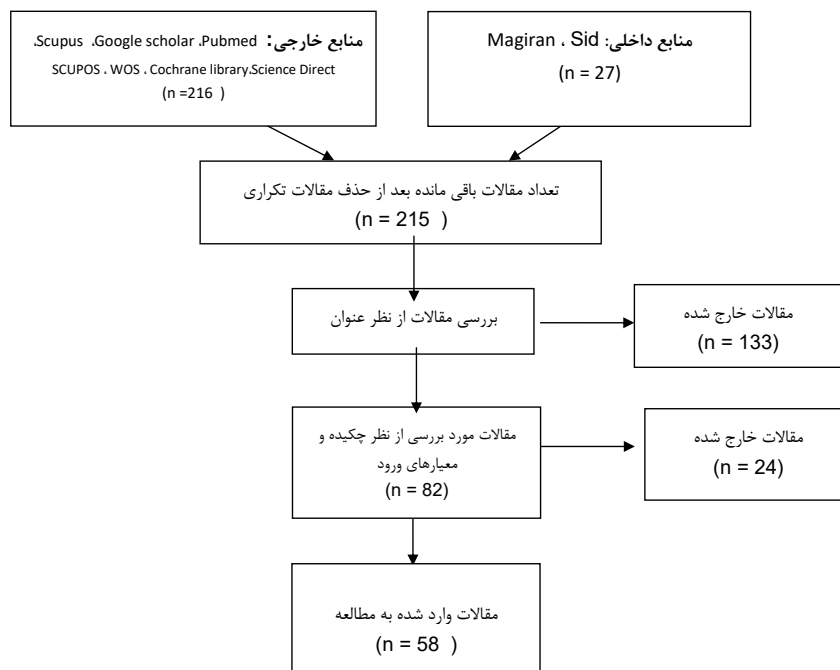 منابع داخلی: Magiran ، Sid
(n = 27)
منابع خارجی: Scupus ،Google scholar ،Pubmed،
SCUPOS ، WOS ، Cochrane library،Science Direct
(n =216 )
تعداد مقالات باقی مانده بعد از حذف مقالات تکراری
(n = 215 )
بررسی مقالات از نظر عنوان
مقالات خارج شده
(n = 133)
مقالات مورد بررسی از نظر چکیده و
معیارهای ورود
(n = 82)
مقالات خارج شده
(n = 24)
مقالات وارد شده به مطالعه
(n = 58 )